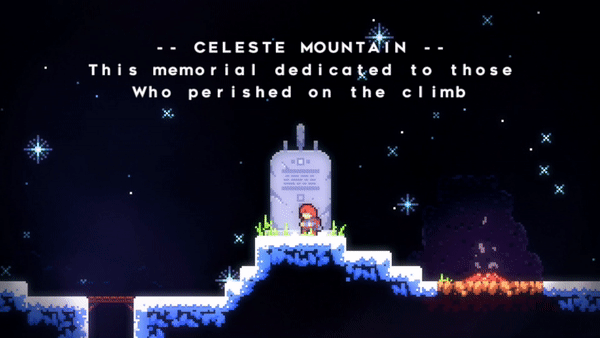 -- CELESTE MOUNTAIN --
This memorial dedicated to those
Who perished on the climb